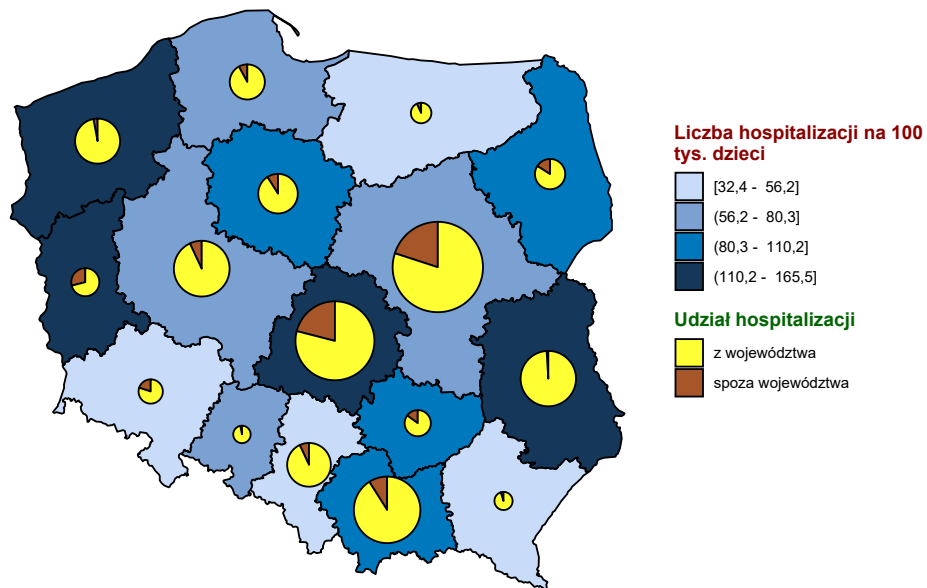 Liczba hospitalizacji na 100
tys. dzieci
[32,4 - 56,2]
(56,2 - 80,3]
(80,3 - 110,2]
(110,2 - 165,5]
Udział hospitalizacji
z województwa
spoza województwa